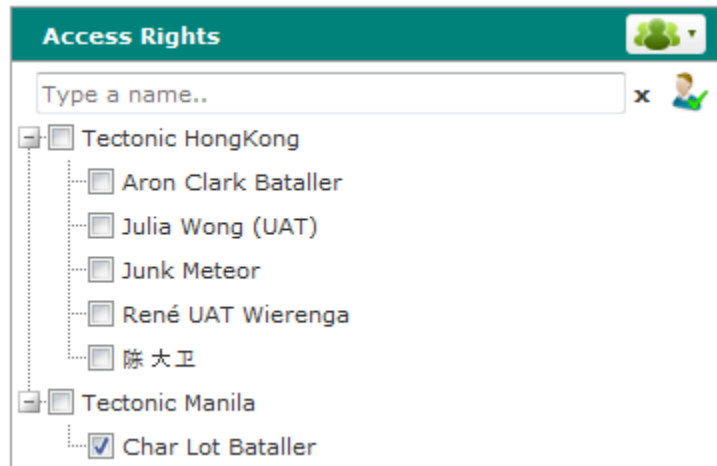 Access Rights
Type a name..
x
Tectonic HongKong
Aron Clark Bataller
Julia Wong (UAT)
Junk Meteor
René UAT Wierenga
陈 大卫
Tectonic Manila
Char Lot Bataller